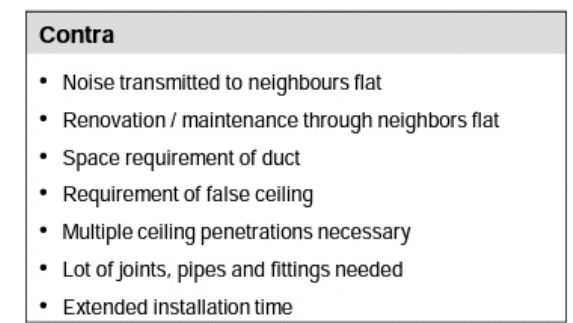 Contra
• Noise transmitted to neighbours flat
• Renovation / maintenance through neighbors flat
• Space requirement of duct
• Requirement of false ceiling
• Multiple ceiling penetrations necessary
• Lot of joints, pipes and fittings needed
• Extended installation time